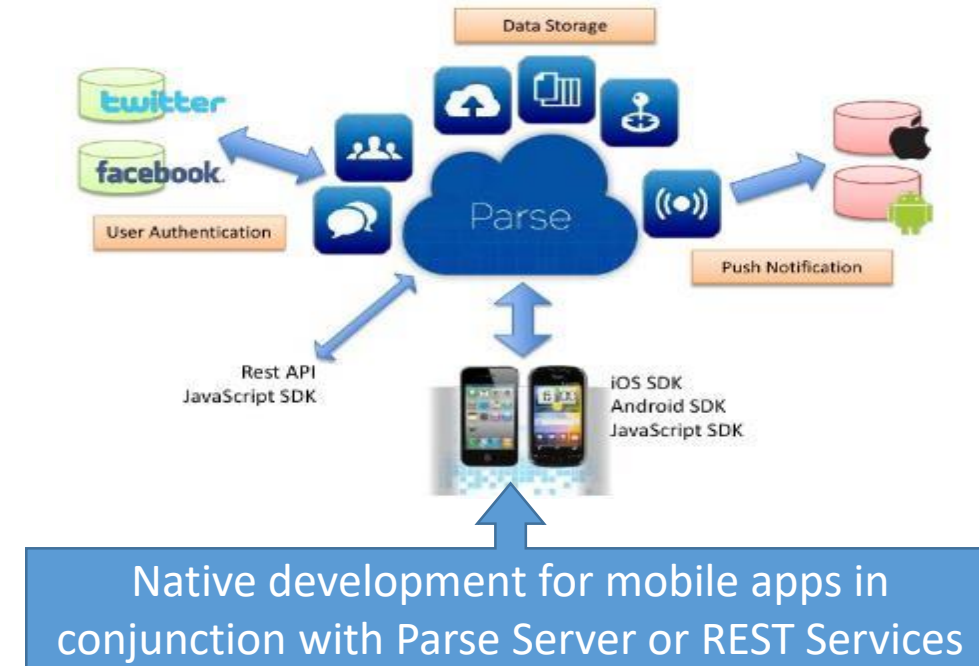 Data Storage
twitter
facebook.
User Authentication
Parse
Push Notification
Rest API
JavaScript SDK
iOS SDK
Android SDK
JavaScript SDK
Native development for mobile apps in
conjunction with Parse Server or REST Services